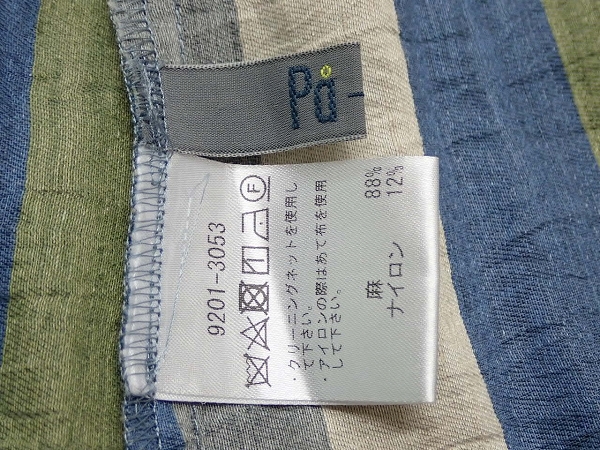 På-
9201-3053
F
・クリーニングネットを使用し
て下さい。
・アイロンの際はあて布を使用
して下さい。
麻 88%
ナイロン 12%